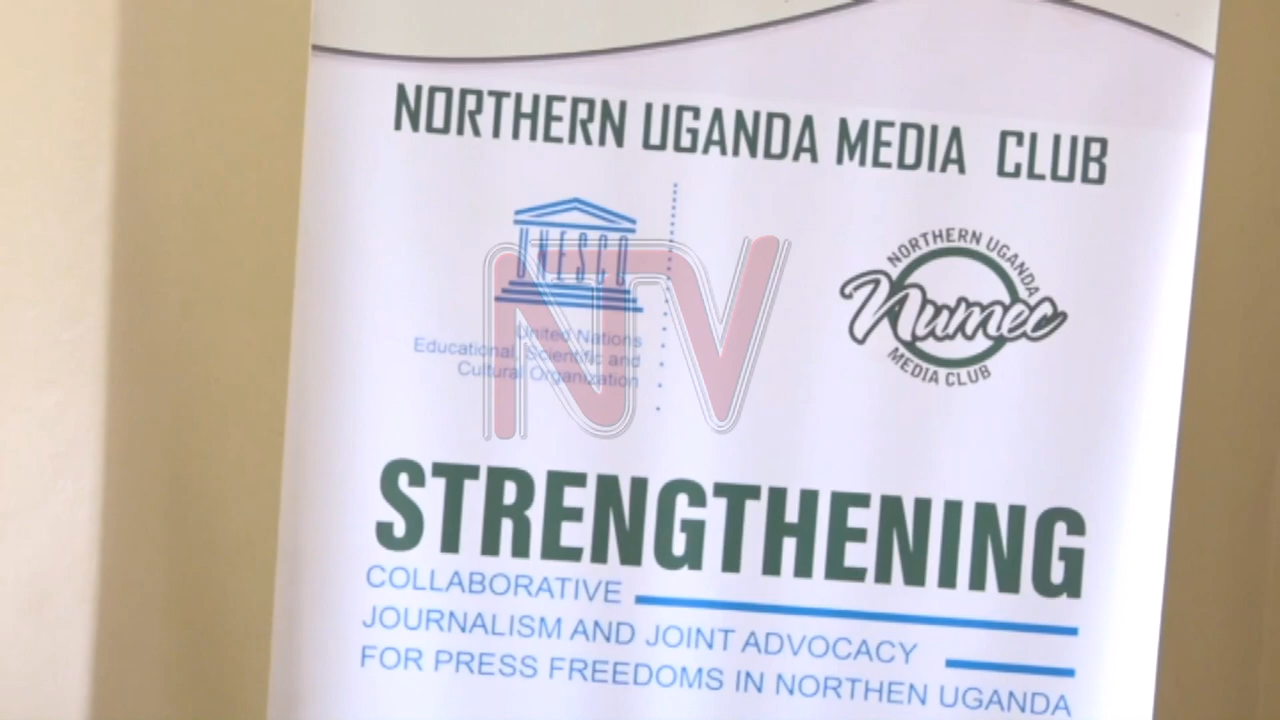 NORTHERN UGANDA MEDIA CLUB
UNESCO
United Nations
Educational, Scientific and
Cultural Organization
NTV
NORTHERN UGANDA
Numec
MEDIA CLUB
STRENGTHENING
COLLABORATIVE
JOURNALISM AND JOINT ADVOCACY
FOR PRESS FREEDOMS IN NORTHEN UGANDA